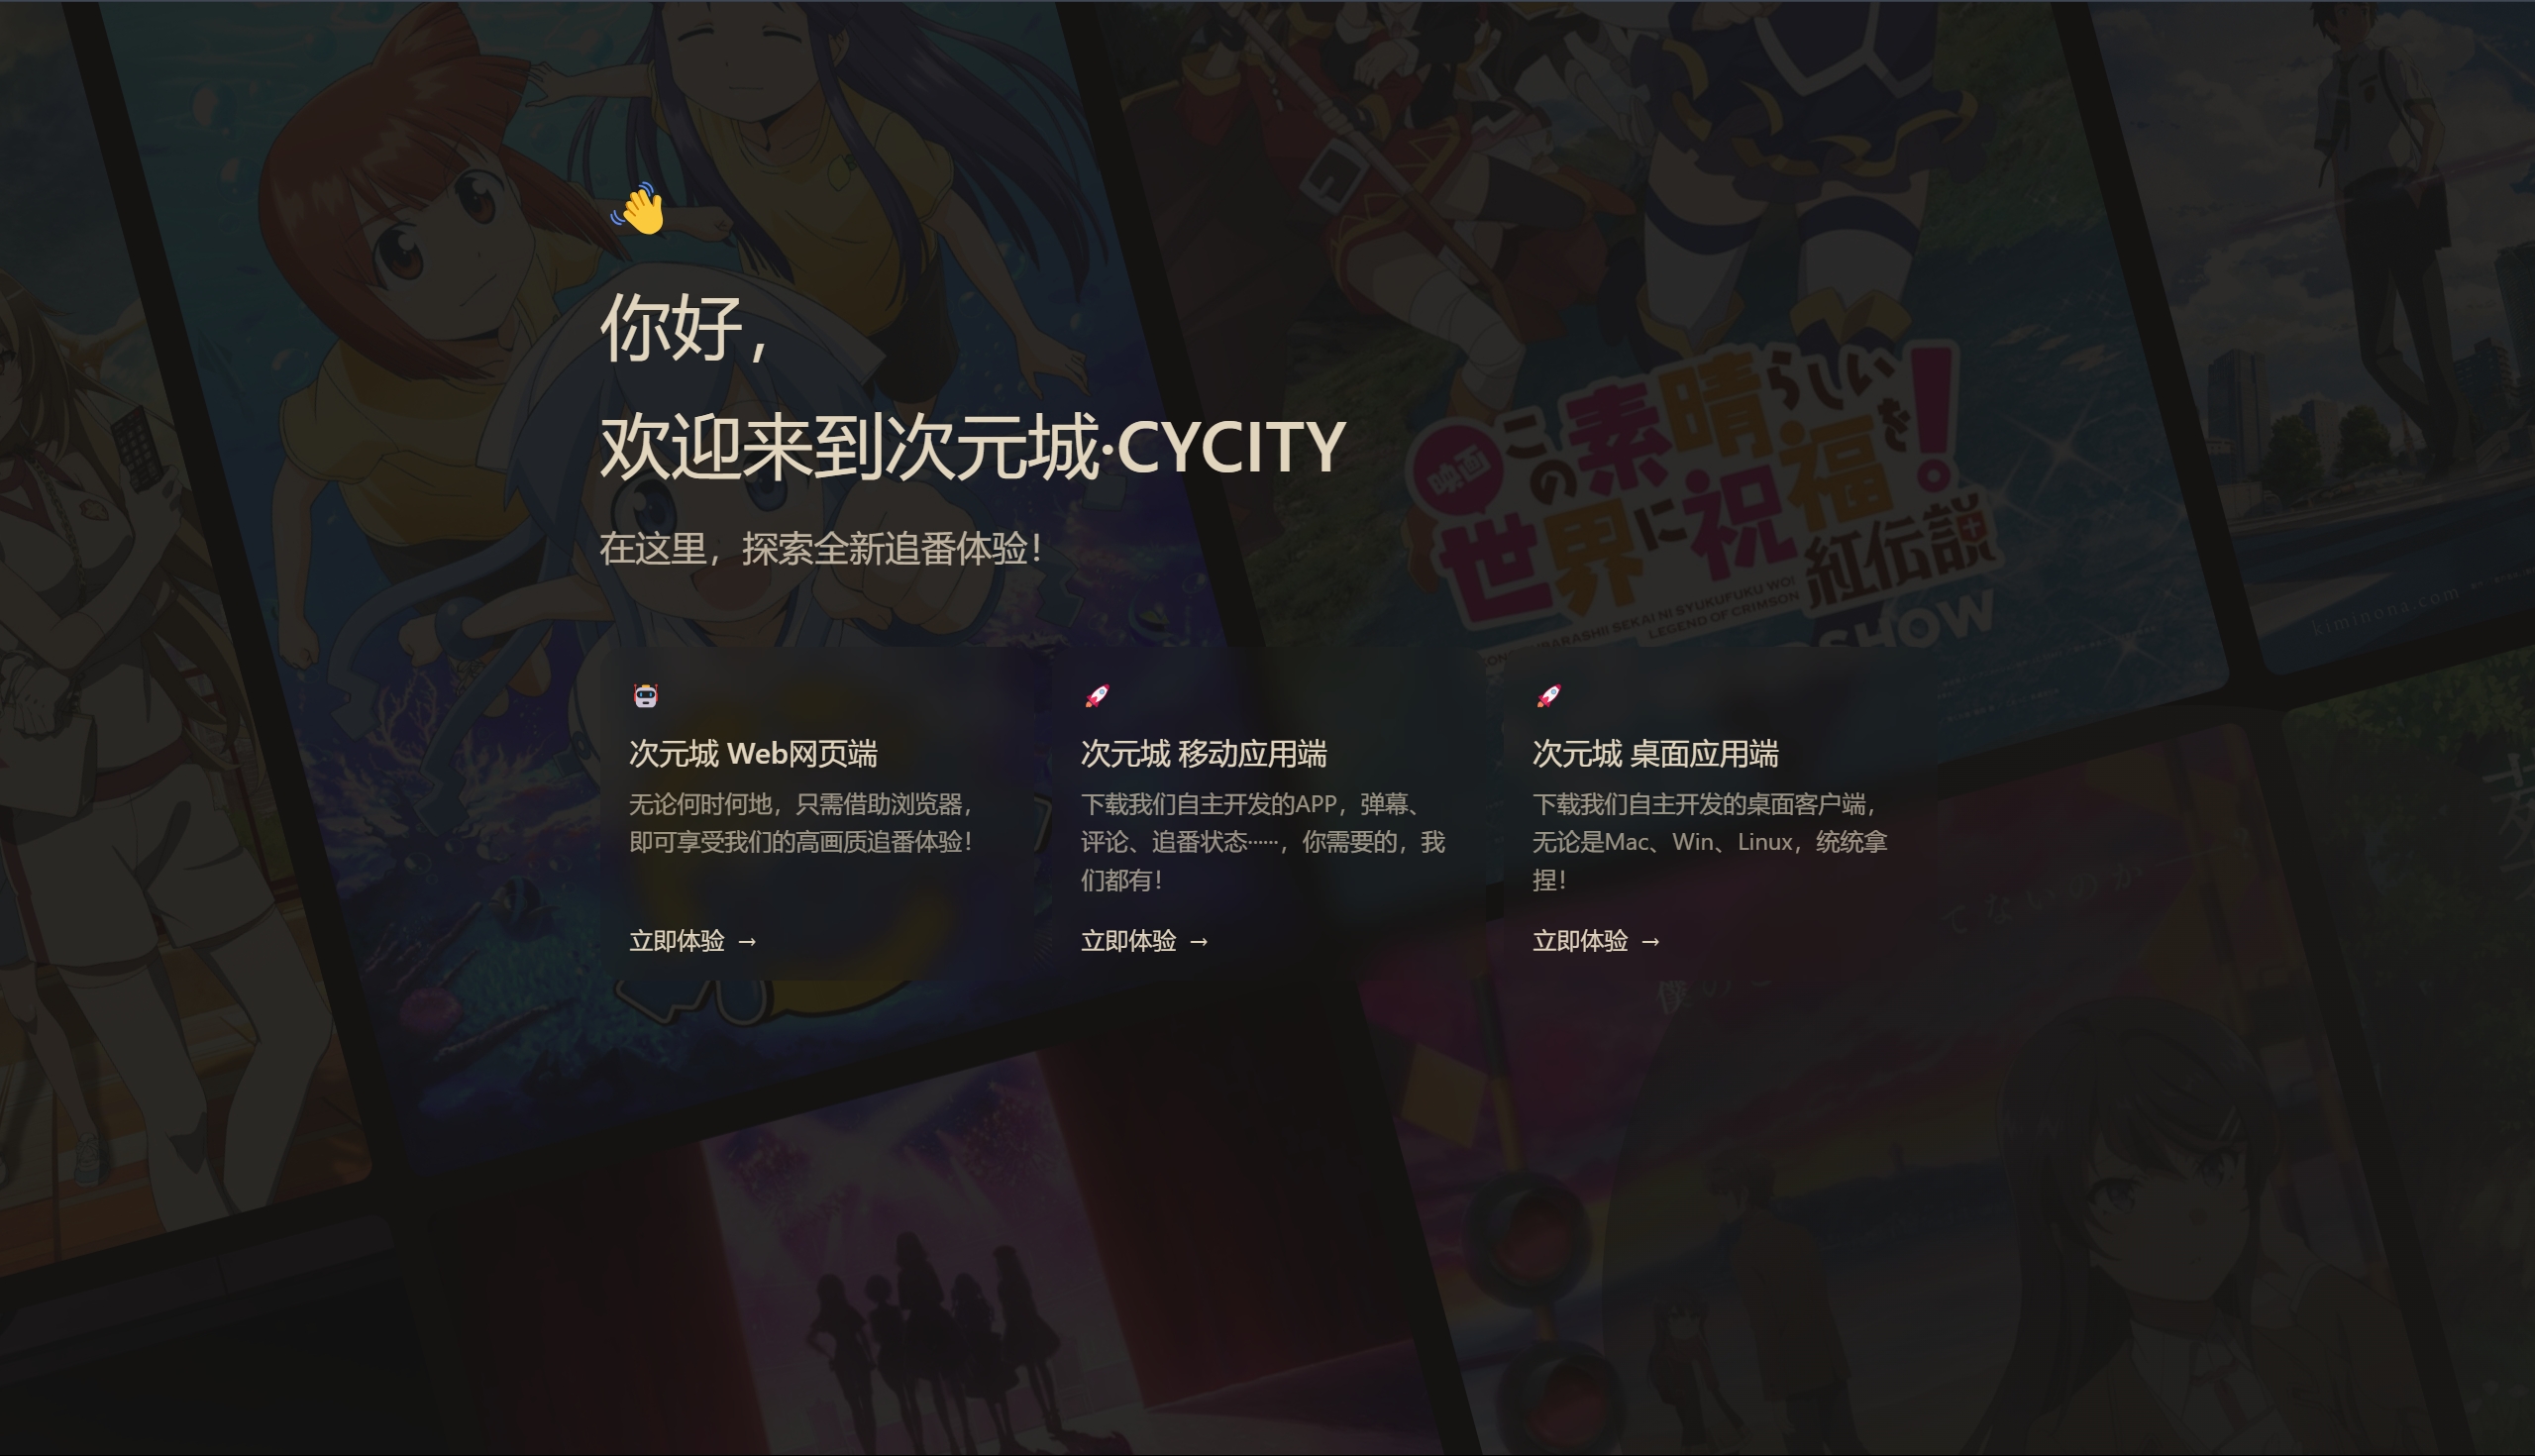 你好，
欢迎来到次元城·CYCITY
在这里，探索全新追番体验！
映画
この素晴らしい
世界に祝福を！
紅伝説
LEGEND OF CRIMSON
SHOW
kiminona.com
次元城 Web网页端
无论何时何地，只需借助浏览器，
即可享受我们的高画质追番体验！
立即体验 →
次元城 移动应用端
下载我们自主开发的APP，弹幕、
评论、追番状态······，你需要的，我
们都有！
立即体验 →
次元城 桌面应用端
下载我们自主开发的桌面客户端，
无论是Mac、Win、Linux，统统拿
捏！
立即体验 →
てないのか
僕の